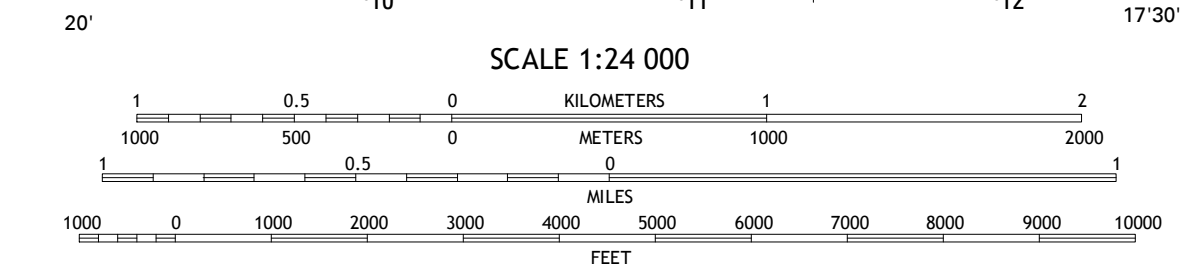 10 11 12
20' 17'30'
SCALE 1:24 000
1 0.5 0 KILOMETERS 1 2
1000 500 0 METERS 1000 2000
1 0.5 0 1
MILES
1000 0 1000 2000 3000 4000 5000 6000 7000 8000 9000 10000
FEET